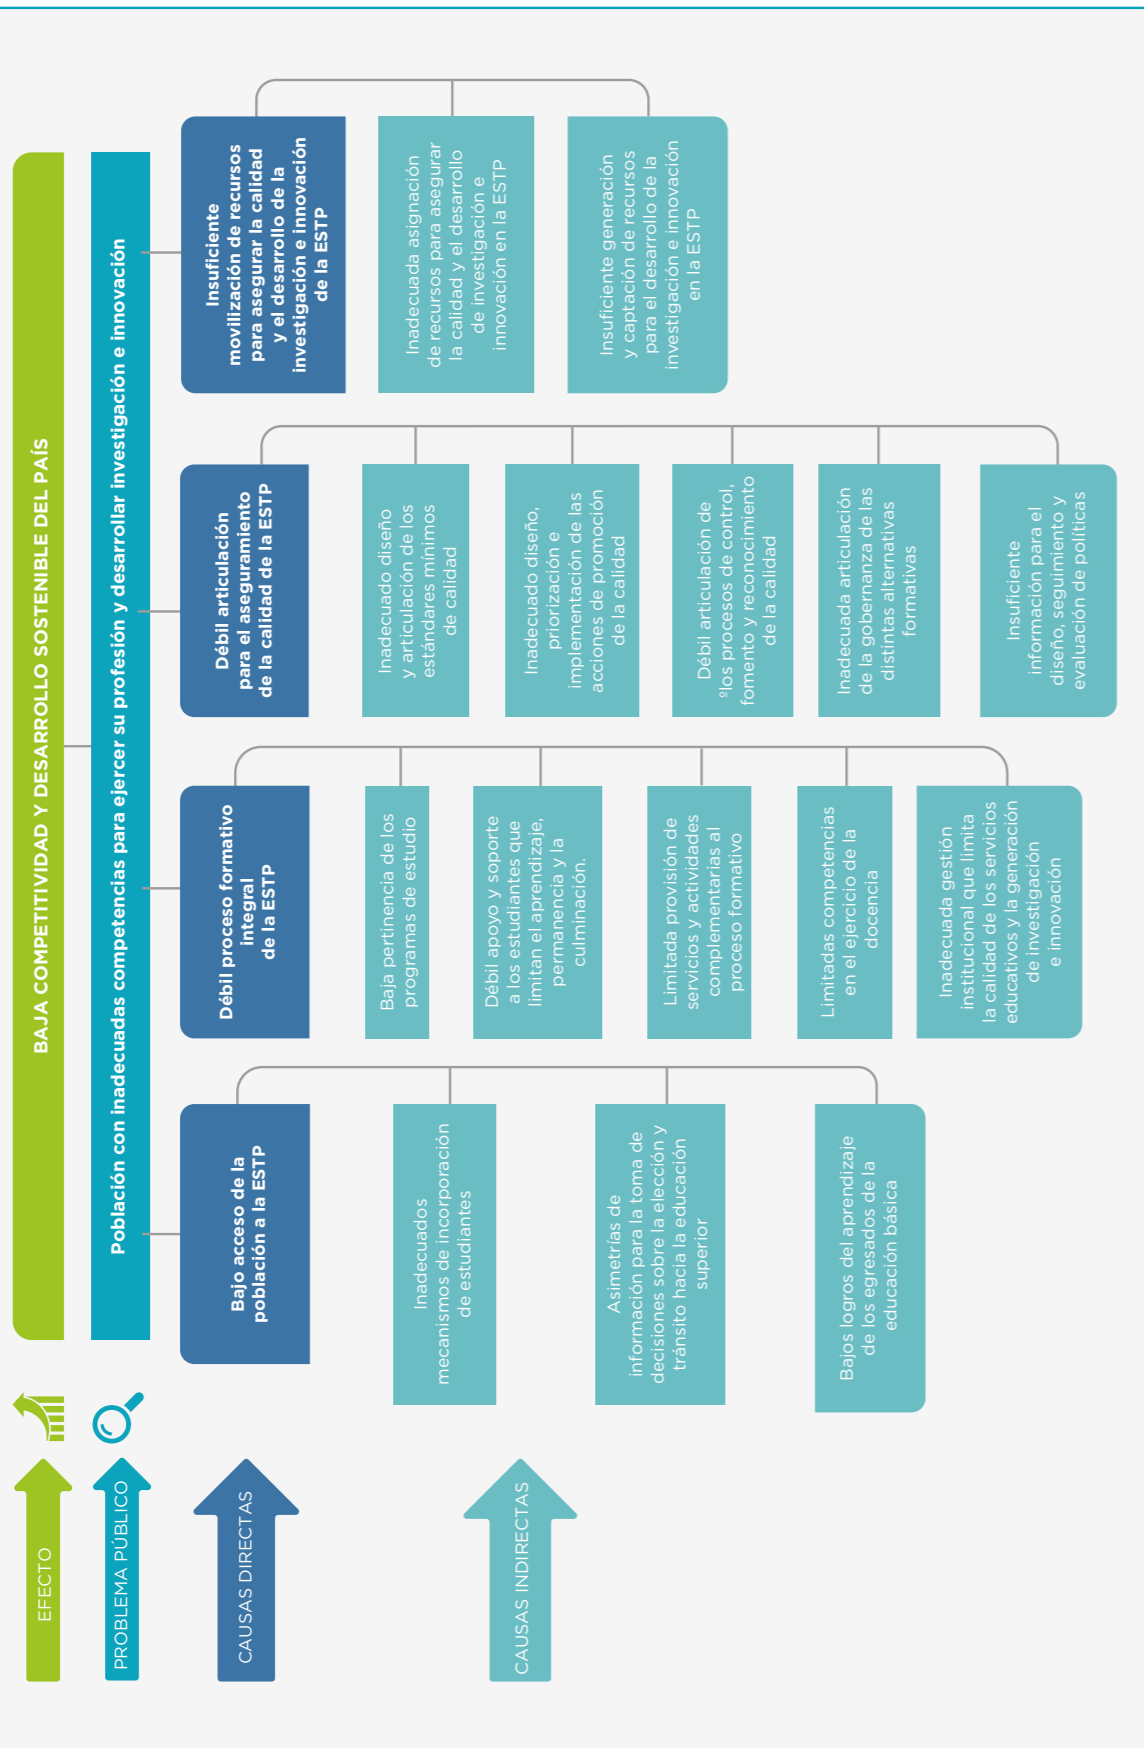 EFECTO
BAJA COMPETITIVIDAD Y DESARROLLO SOSTENIBLE DEL PAÍS
PROBLEMA PÚBLICO
Población con inadecuadas competencias para ejercer su profesión y desarrollar investigación e innovación
CAUSAS DIRECTAS
Bajo acceso de la
población a la ESTP
Débil proceso formativo
integral
de la ESTP
Débil articulación
para el aseguramiento
de la calidad de la ESTP
Insuficiente
movilización de recursos
para asegurar la calidad
y el desarrollo de la
investigación e innovación
de la ESTP
CAUSAS INDIRECTAS
Inadecuados
mecanismos de incorporación
de estudiantes
Asimetrías de
información para la toma de
decisiones sobre la elección y
tránsito hacia la educación
superior
Bajos logros del aprendizaje
de los egresados de la
educación básica
Baja pertinencia de los
programas de estudio
Débil apoyo y soporte
a los estudiantes que
limitan el aprendizaje,
permanencia y la
culminación.
Limitada provisión de
servicios y actividades
complementarias al
proceso formativo
Limitadas competencias
en el ejercicio de la
docencia
Inadecuada gestión
institucional que limita
la calidad de los servicios
educativos y la generación
de investigación
e innovación
Inadecuado diseño
y articulación de los
estándares mínimos
de calidad
Inadecuado diseño,
priorización e
implementación de las
acciones de promoción
de la calidad
Débil articulación de
ºlos procesos de control,
fomento y reconocimiento
de la calidad
Inadecuada articulación
de la gobernanza de las
distintas alternativas
formativas
Insuficiente
información para el
diseño, seguimiento y
evaluación de políticas
Inadecuada asignación
de recursos para asegurar
la calidad y el desarrollo
de investigación e
innovación en la ESTP
Insuficiente generación
y captación de recursos
para el desarrollo de la
investigación e innovación
en la ESTP